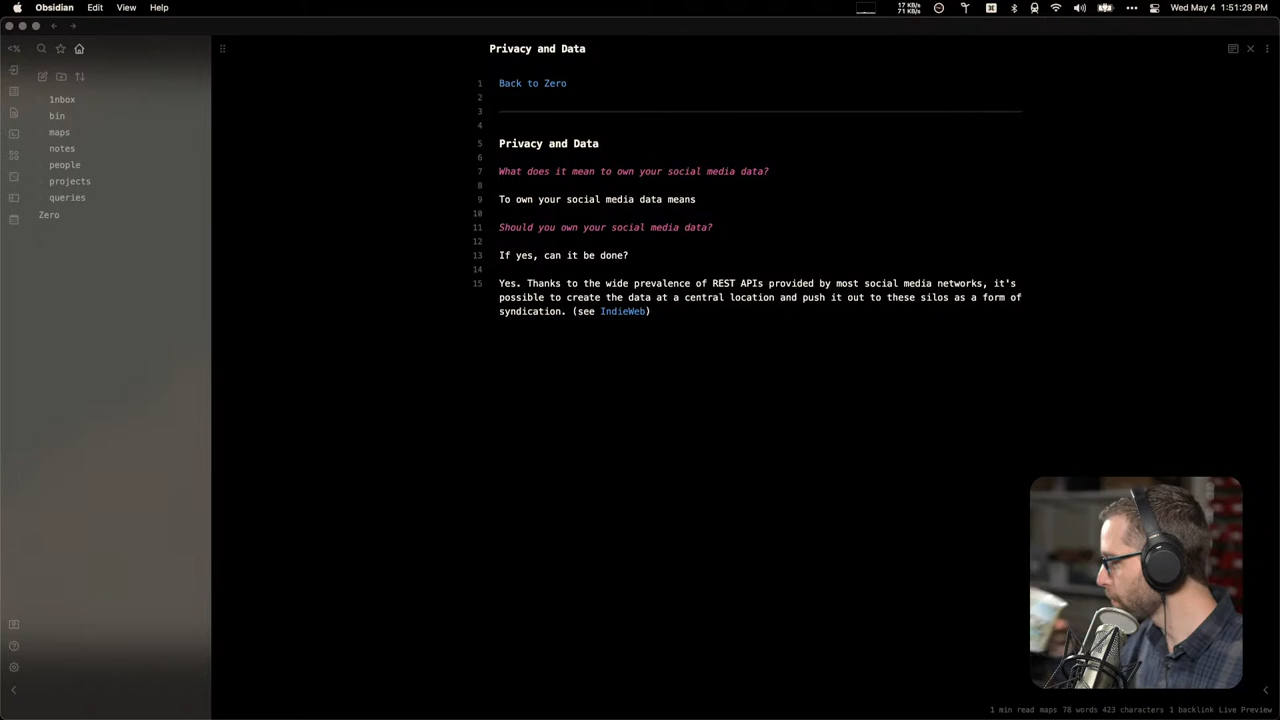 Obsidian Edit View Help
17 KB/s
71 KB/s
Wed May 4 1:51:29 PM
Privacy and Data
1nbox
bin
maps
notes
people
projects
queries
Zero
1 Back to Zero
2
3
4
5 Privacy and Data
6
7 What does it mean to own your social media data?
8
9 To own your social media data means
10
11 Should you own your social media data?
12
13 If yes, can it be done?
14
15 Yes. Thanks to the wide prevalence of REST APIs provided by most social media networks, it's
possible to create the data at a central location and push it out to these silos as a form of
syndication. (see IndieWeb)
1 min read maps 78 words 423 characters 1 backlink Live Preview